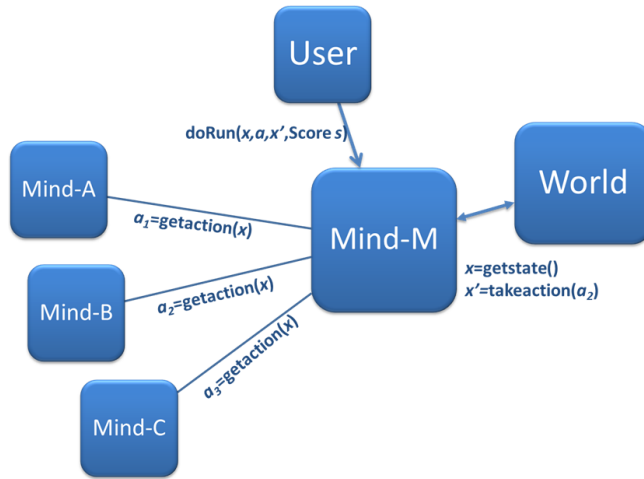 User
doRun(x,a,x',Score s)
Mind-A
World
a₁=getaction(x)
Mind-M
x=getstate()
x'=takeaction(a₂)
a₂=getaction(x)
Mind-B
a₃=getaction(x)
Mind-C